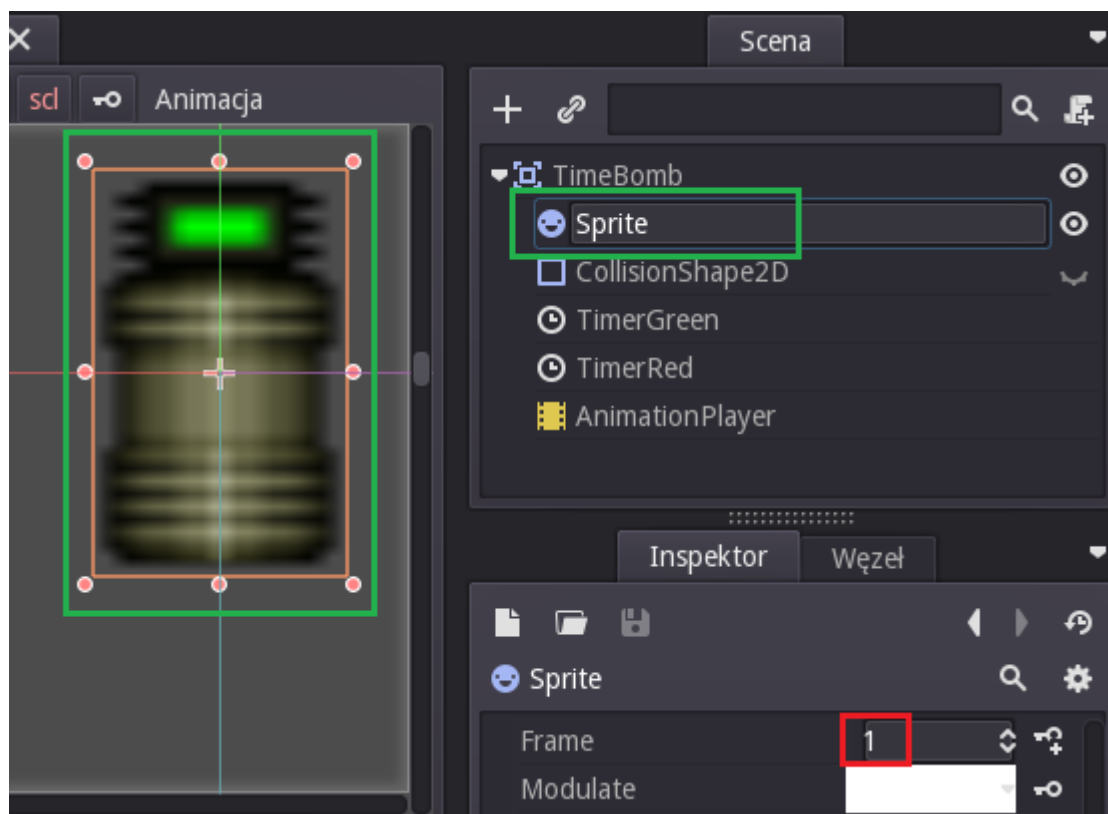 Scena
scl Animacja
TimeBomb
Sprite
CollisionShape2D
TimerGreen
TimerRed
AnimationPlayer
Inspektor Węzeł
Sprite
Frame 1
Modulate